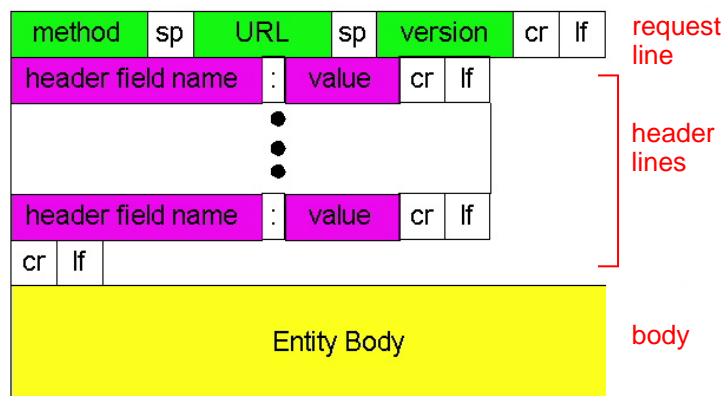 method sp URL sp version cr lf
request
line
header field name : value cr lf
header
lines
header field name : value cr lf
cr lf
Entity Body
body